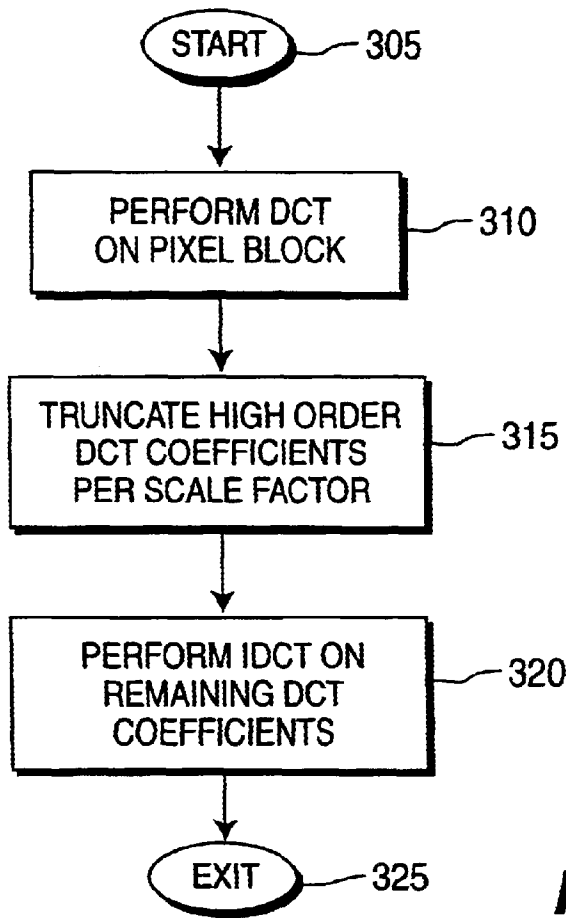 START
305
PERFORM DCT
ON PIXEL BLOCK
310
TRUNCATE HIGH ORDER
DCT COEFFICIENTS
PER SCALE FACTOR
315
PERFORM IDCT ON
REMAINING DCT
COEFFICIENTS
320
EXIT
325